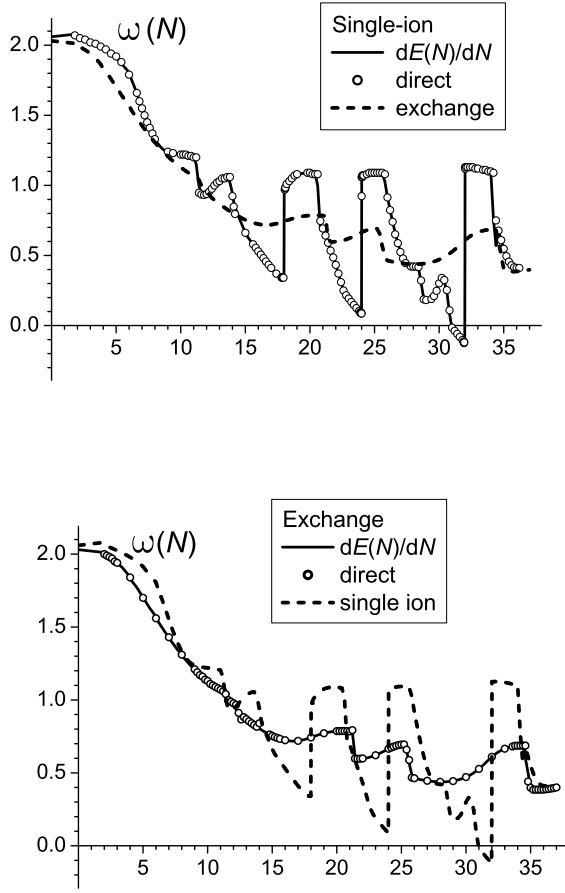 ω(N)
Single-ion
dE(N)/dN
direct
exchange
2.0
1.5
1.0
0.5
0.0
5 10 15 20 25 30 35
ω(N)
Exchange
dE(N)/dN
direct
single ion
2.0
1.5
1.0
0.5
0.0
5 10 15 20 25 30 35